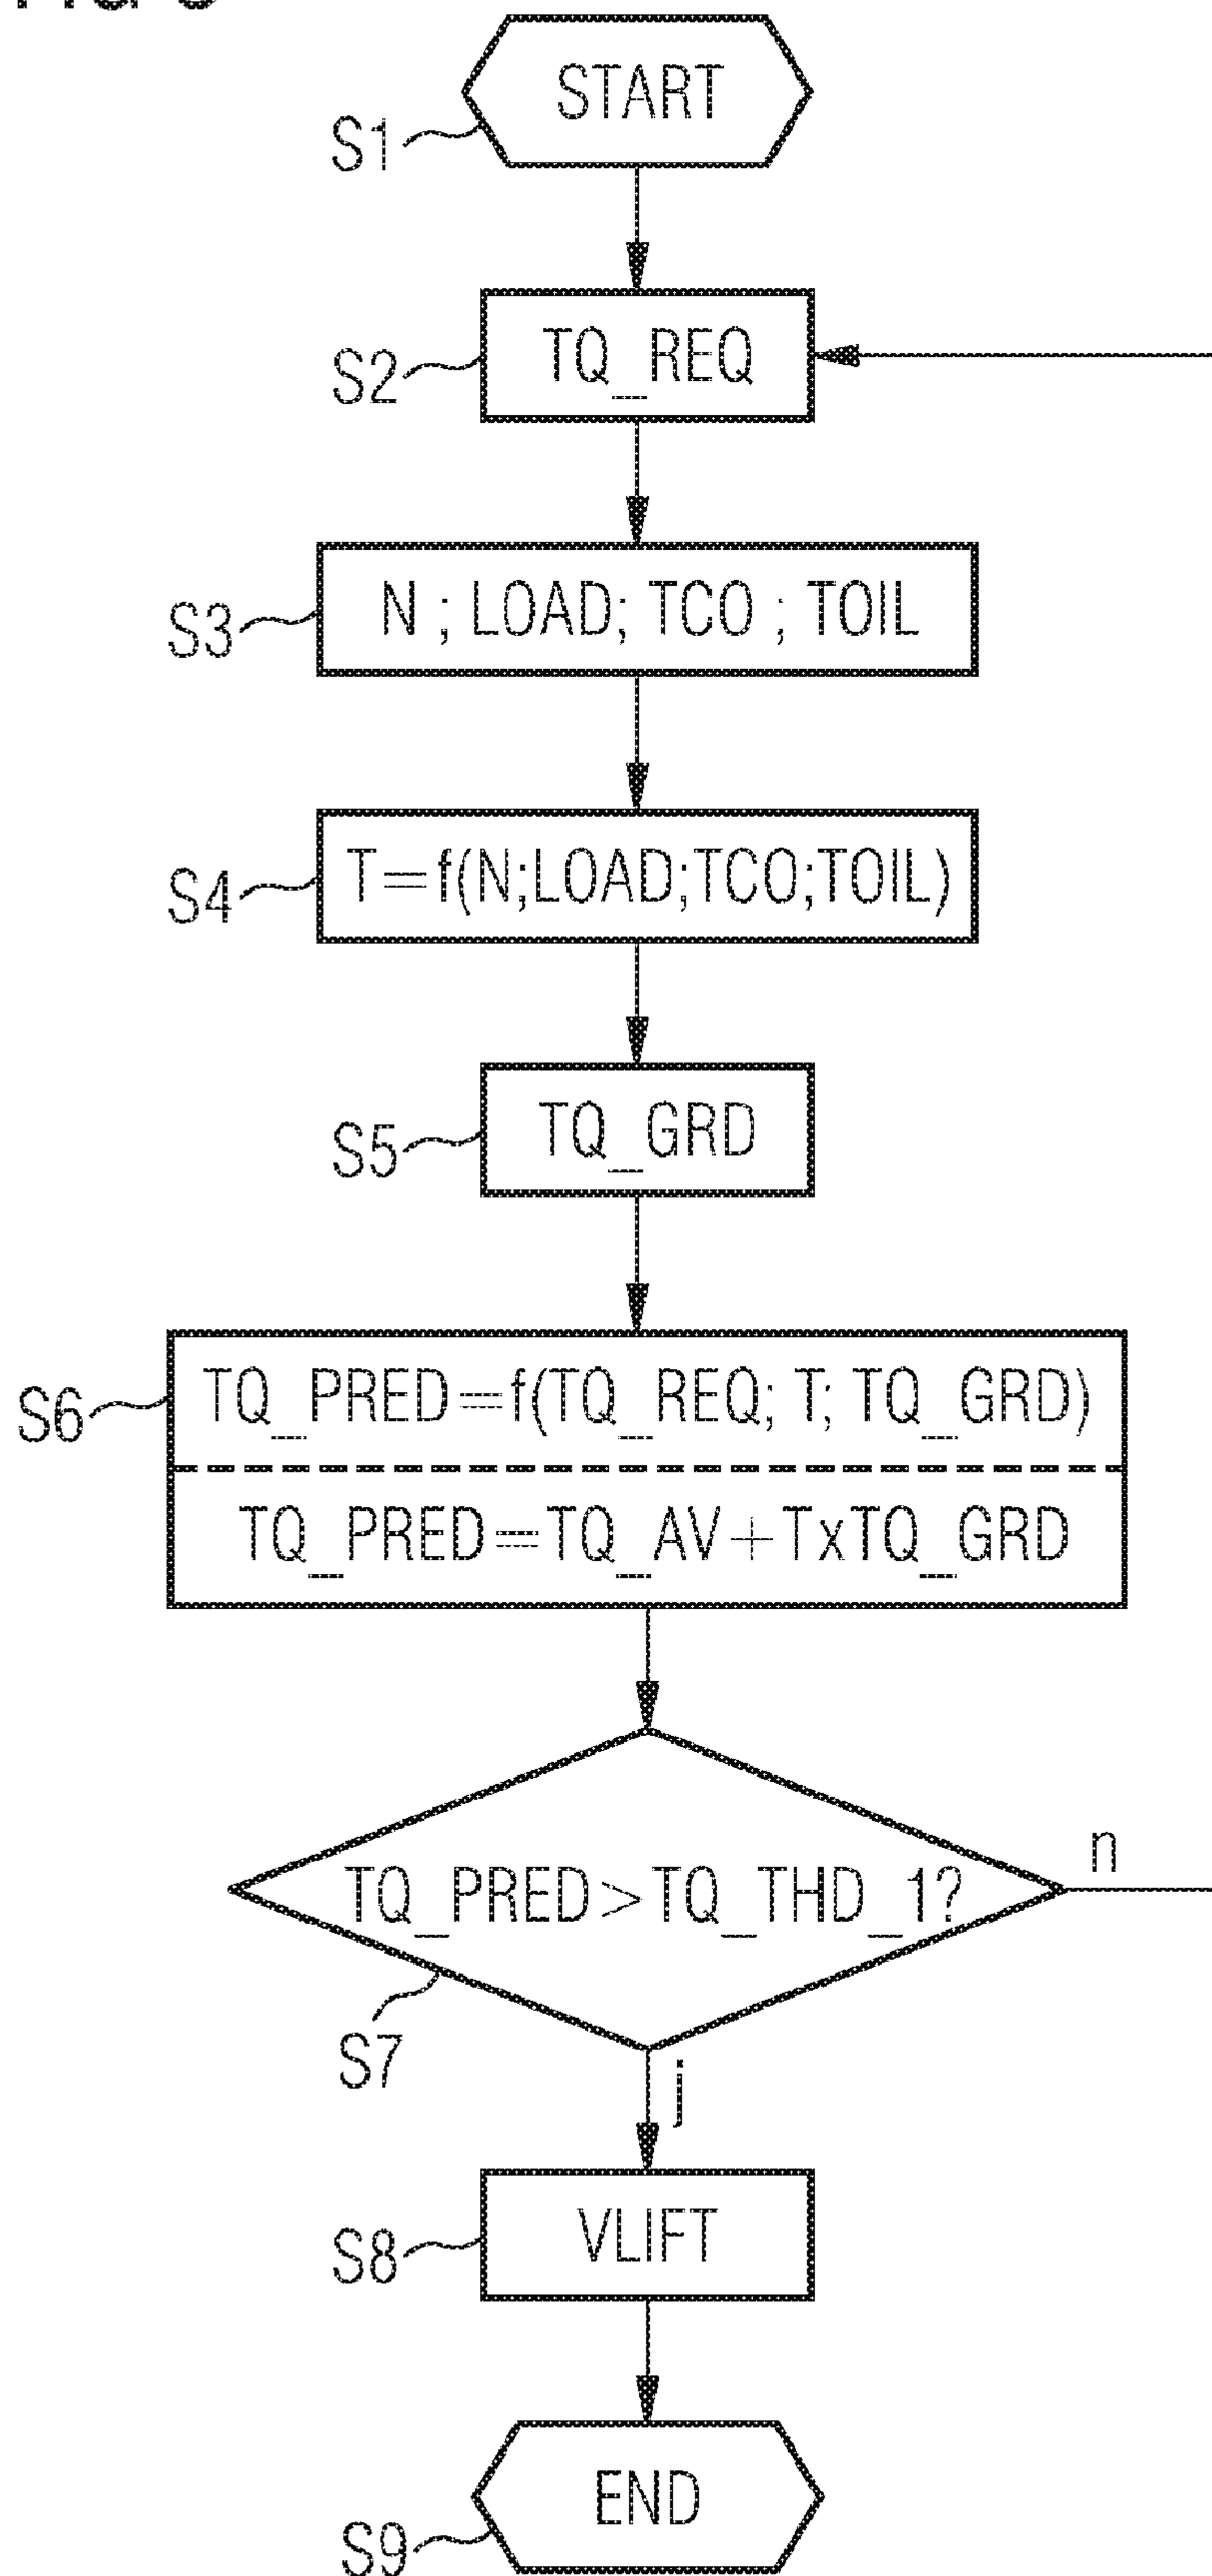 START
S1
TQ_REQ
S2
N ; LOAD; TCO ; TOIL
S3
T=f(N;LOAD;TCO;TOIL)
S4
TQ_GRD
S5
TQ_PRED=f(TQ_REQ; T; TQ_GRD)
S6
TQ_PRED=TQ_AV+TxTQ_GRD
n
TQ_PRED>TQ_THD_1?
S7
j
VLIFT
S8
END
S9